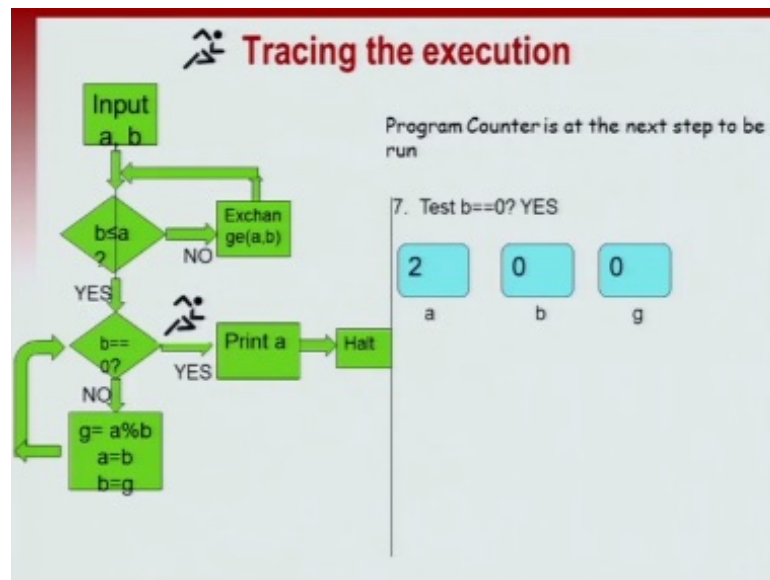 Tracing the execution
Input
a, b
Program Counter is at the next step to be
run
Exchan
ge(a,b)
b≤a
?
NO
YES
7. Test b==0? YES
2 0 0
a b g
b==
0?
YES
Print a
Halt
NO
g= a%b
a=b
b=g